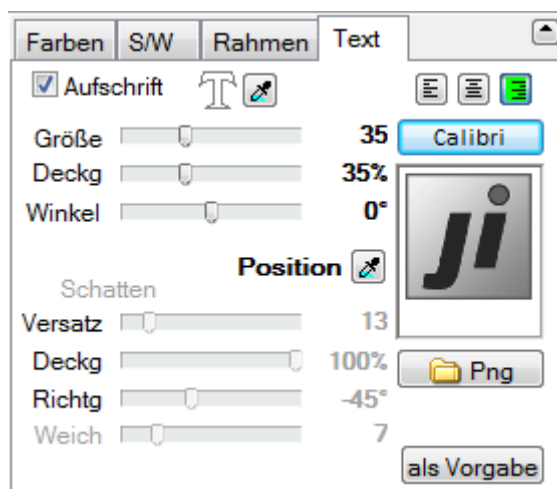 Farben S/W Rahmen Text
Aufschrift T
Größe 35 Calibri
Deckg 35%
Winkel 0°
ji
Position
Schatten
Versatz 13
Deckg 100%
Png
Richtg -45°
Weich 7
als Vorgabe